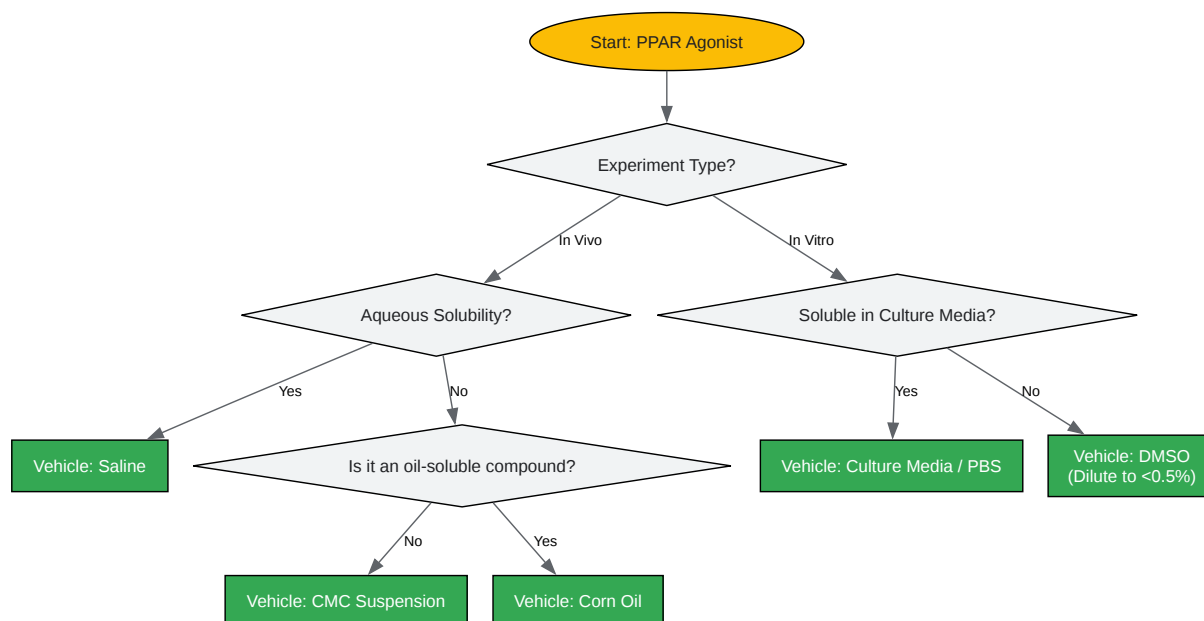 Start: PPAR Agonist
Experiment Type?
In Vivo
In Vitro
Aqueous Solubility?
Soluble in Culture Media?
Yes
No
Yes
No
Vehicle: Saline
Is it an oil-soluble compound?
Vehicle: Culture Media / PBS
Vehicle: DMSO
(Dilute to <0.5%)
No
Yes
Vehicle: CMC Suspension
Vehicle: Corn Oil